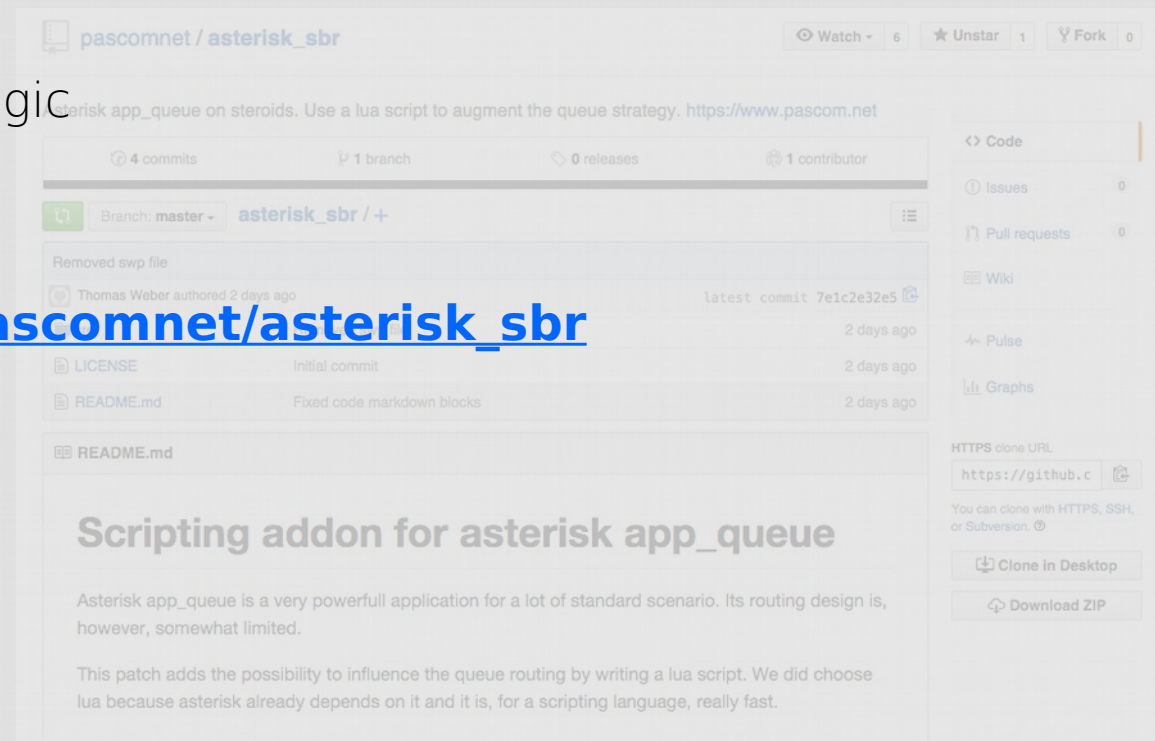 pascomnet / asterisk_sbr
Watch 6 Unstar 1 Fork 0
gic
Asterisk app_queue on steroids. Use a lua script to augment the queue strategy. https://www.pascom.net
4 commits 1 branch 0 releases 1 contributor
Branch: master asterisk_sbr / +
Removed swp file
Thomas Weber authored 2 days ago latest commit 7e1c2e32e5
ascomnet/asterisk_sbr
2 days ago
LICENSE Initial commit 2 days ago
README.md Fixed code markdown blocks 2 days ago
README.md
Scripting addon for asterisk app_queue
Asterisk app_queue is a very powerfull application for a lot of standard scenario. Its routing design is,
however, somewhat limited.
This patch adds the possibility to influence the queue routing by writing a lua script. We did choose
lua because asterisk already depends on it and it is, for a scripting language, really fast.
Code
Issues 0
Pull requests 0
Wiki
Pulse
Graphs
HTTPS clone URL
https://github.c
You can clone with HTTPS, SSH,
or Subversion.
Clone in Desktop
Download ZIP